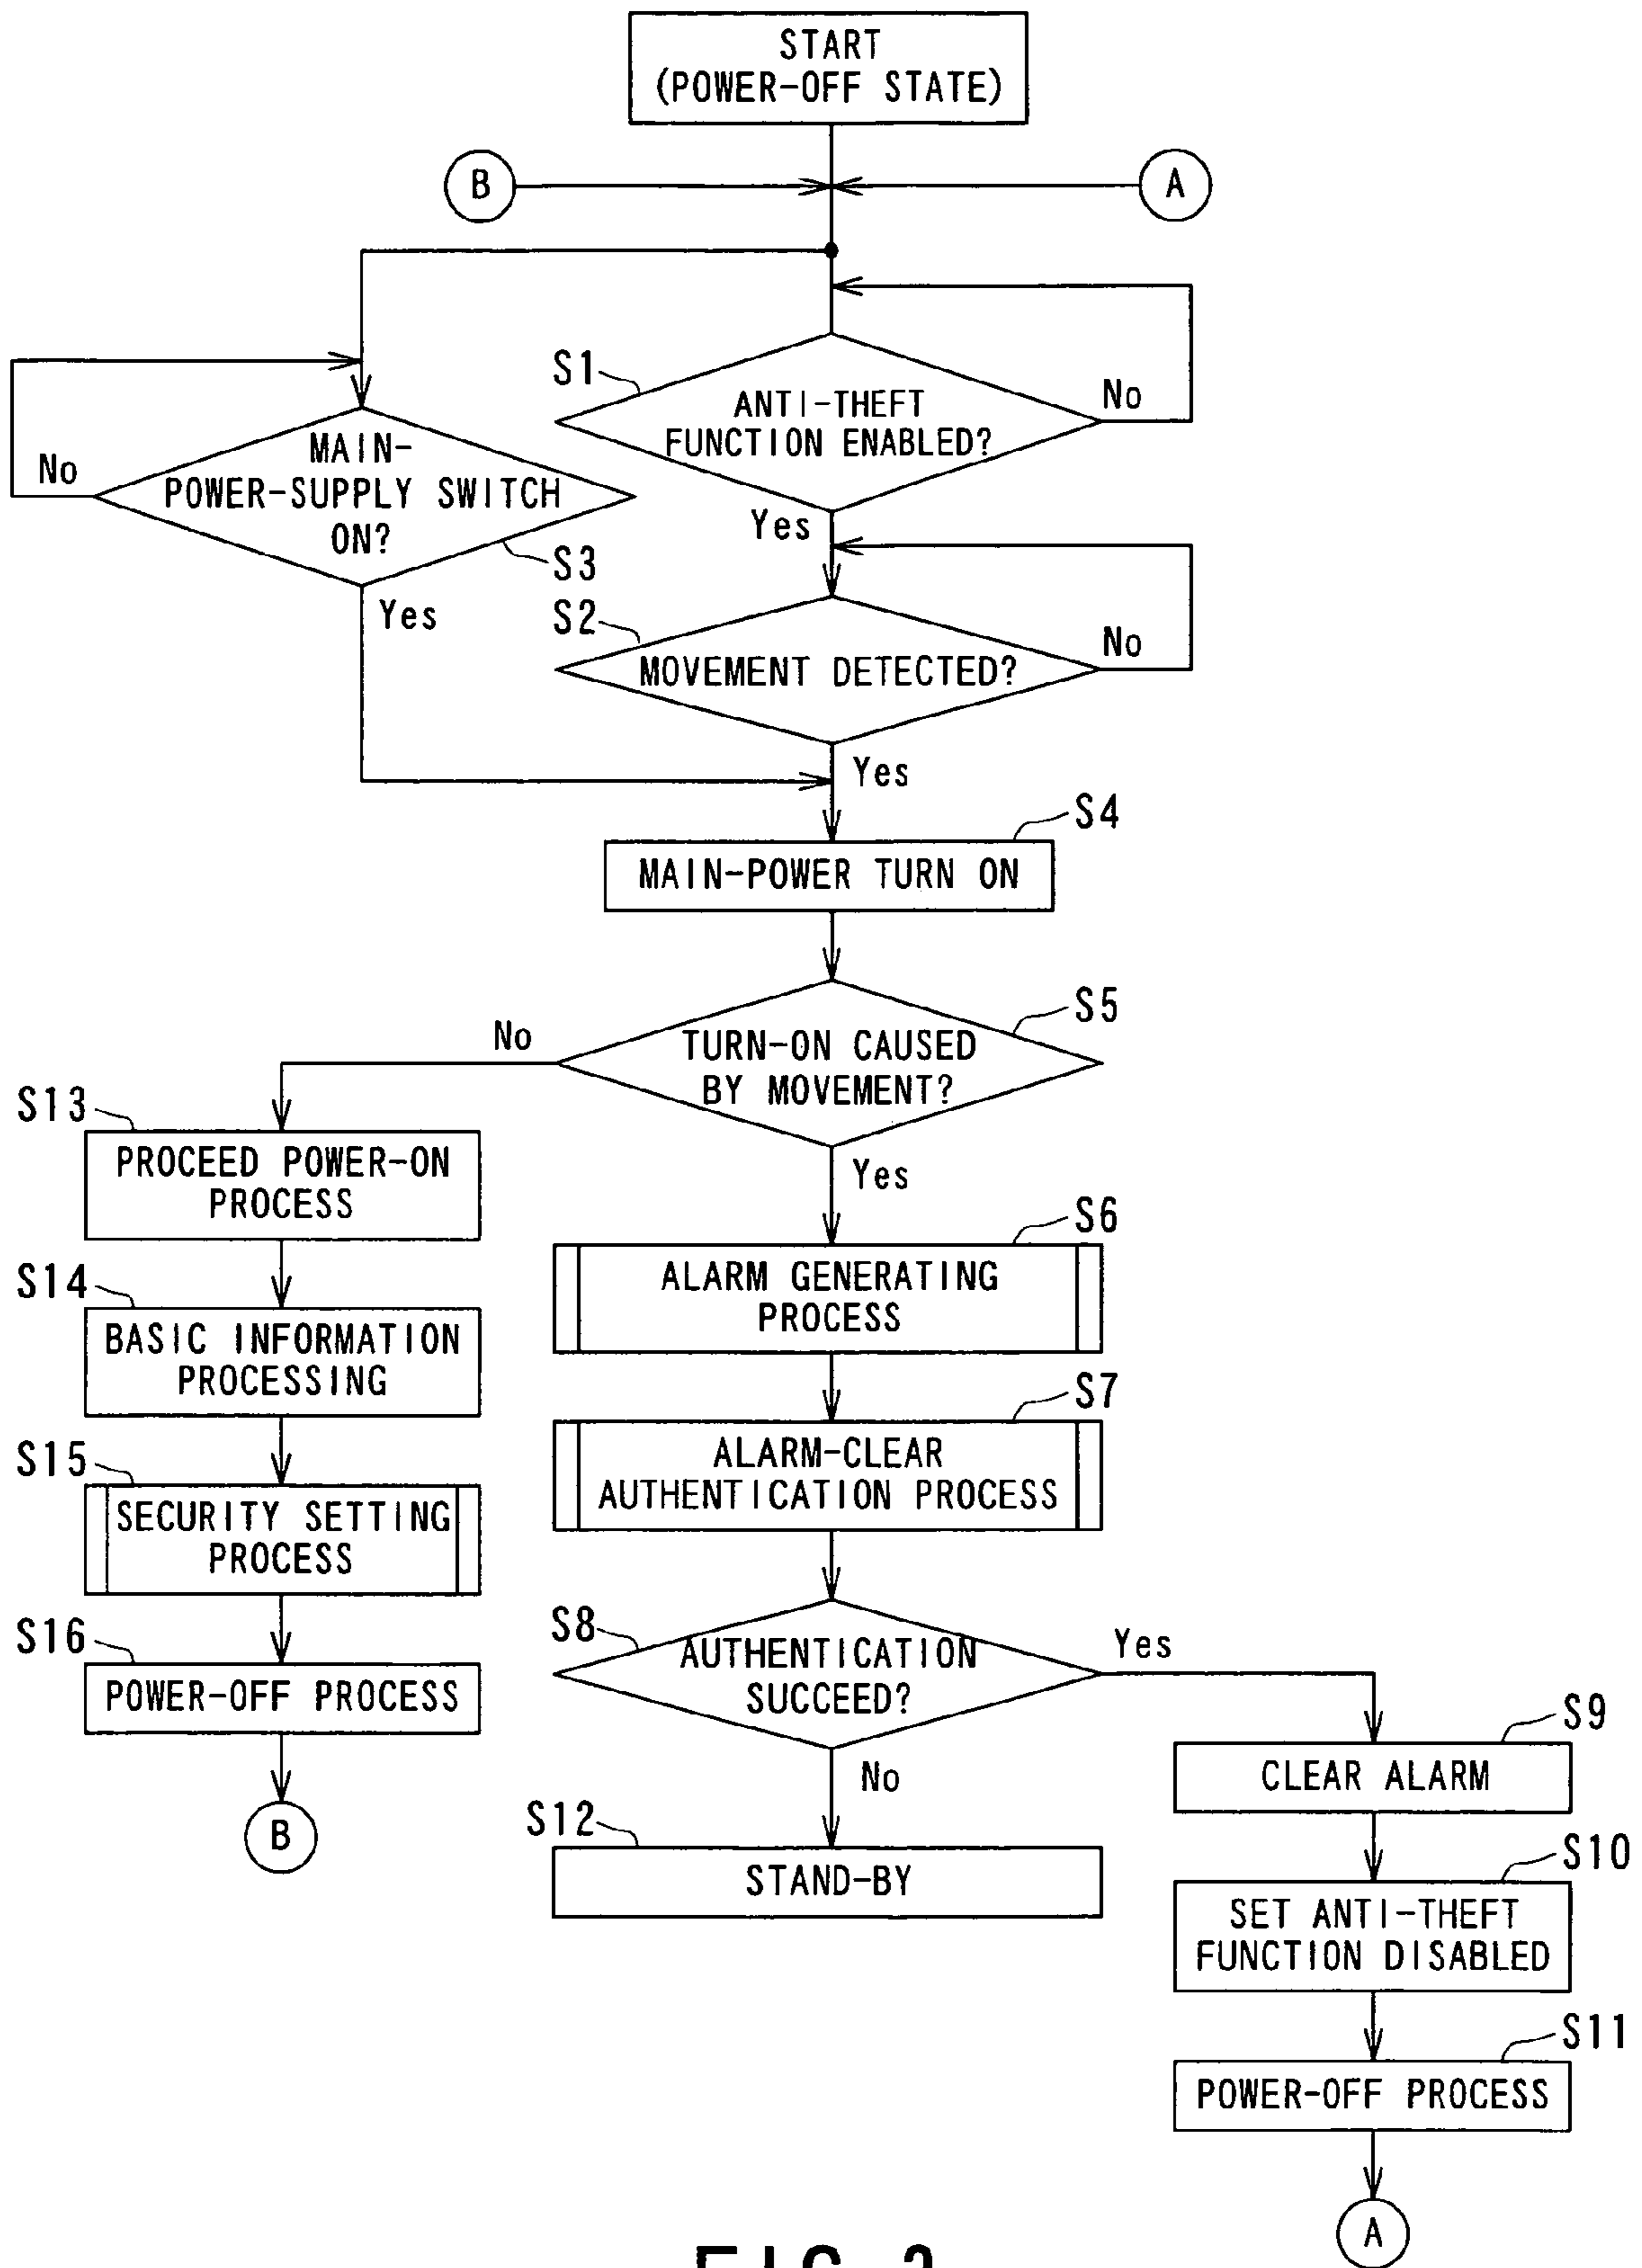 START
(POWER-OFF STATE)
B
A
S1
ANTI-THEFT
FUNCTION ENABLED?
No
MAIN-
POWER-SUPPLY SWITCH
ON?
No
S3
Yes
Yes
S2
MOVEMENT DETECTED?
No
Yes
S4
MAIN-POWER TURN ON
S5
TURN-ON CAUSED
BY MOVEMENT?
No
Yes
S13
PROCEED POWER-ON
PROCESS
S6
ALARM GENERATING
PROCESS
S14
BASIC INFORMATION
PROCESSING
S7
ALARM-CLEAR
AUTHENTICATION PROCESS
S15
SECURITY SETTING
PROCESS
S8
AUTHENTICATION
SUCCEED?
Yes
No
S16
POWER-OFF PROCESS
B
S9
CLEAR ALARM
S12
STAND-BY
S10
SET ANTI-THEFT
FUNCTION DISABLED
S11
POWER-OFF PROCESS
A